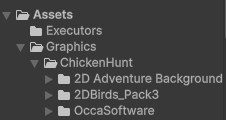 Assets
Executors
Graphics
ChickenHunt
2D Adventure Background
2DBirds_Pack3
OccaSoftware